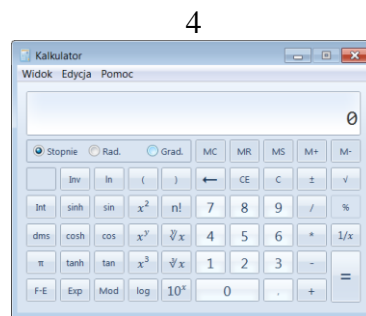 4
Kalkulator
Widok Edycja Pomoc
0
Stopnie Rad. Grad. MC MR MS M+ M-
Inv ln ( ) ← CE C ± √
Int sinh sin x² n! 7 8 9 / %
dms cosh cos xʸ ʸ√x 4 5 6 * 1/x
π tanh tan x³ ³√x 1 2 3 - =
F-E Exp Mod log 10ˣ 0 , +